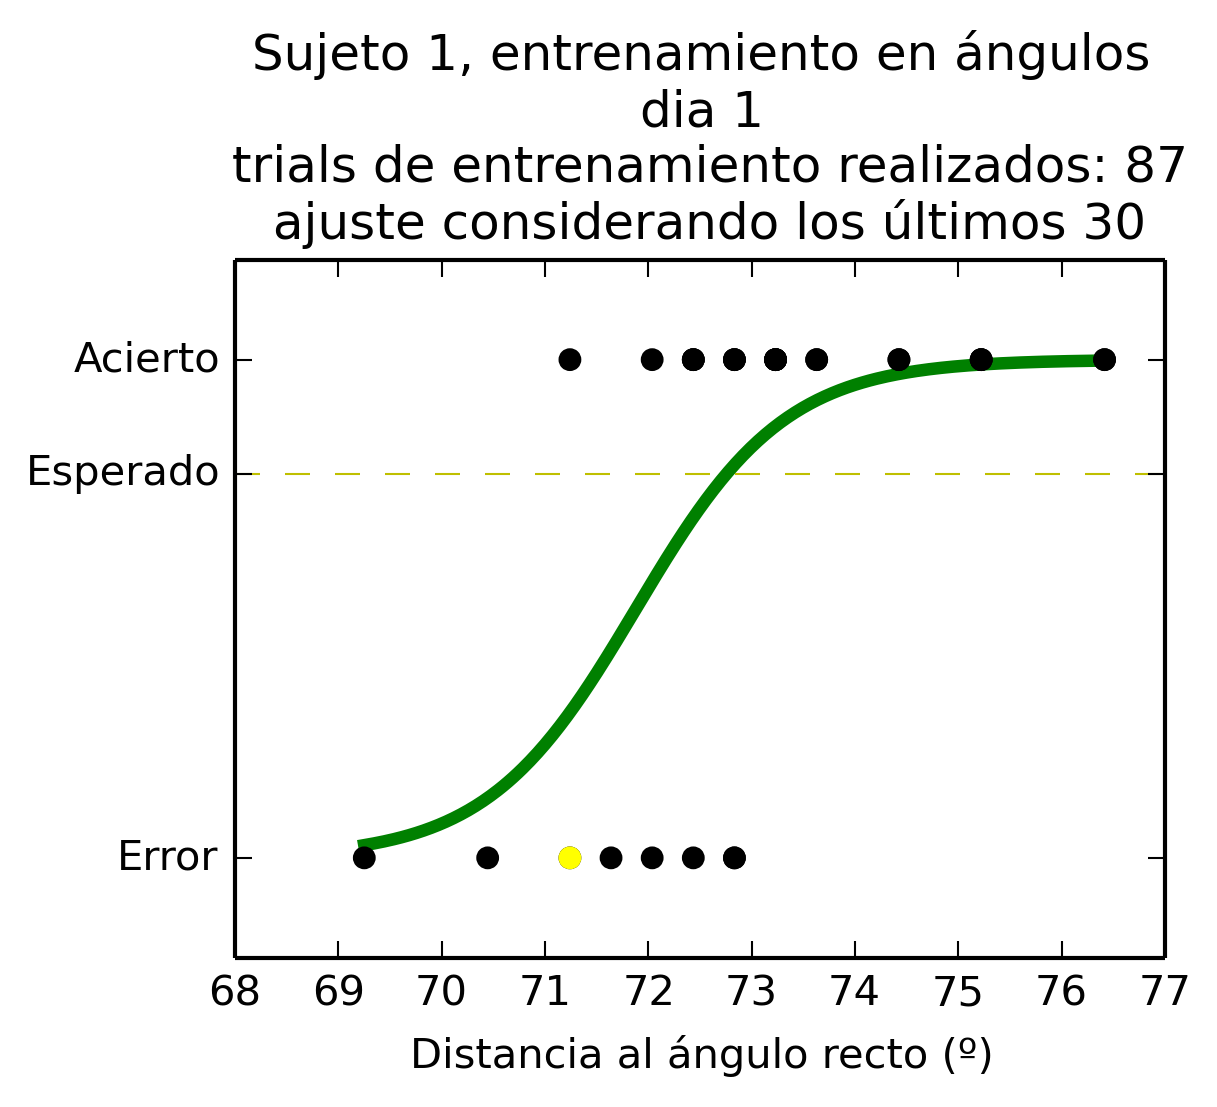 Sujeto 1, entrenamiento en ángulos
dia 1
trials de entrenamiento realizados: 87
ajuste considerando los últimos 30
Acierto
Esperado
Error
68 69 70 71 72 73 74 75 76 77
Distancia al ángulo recto (º)